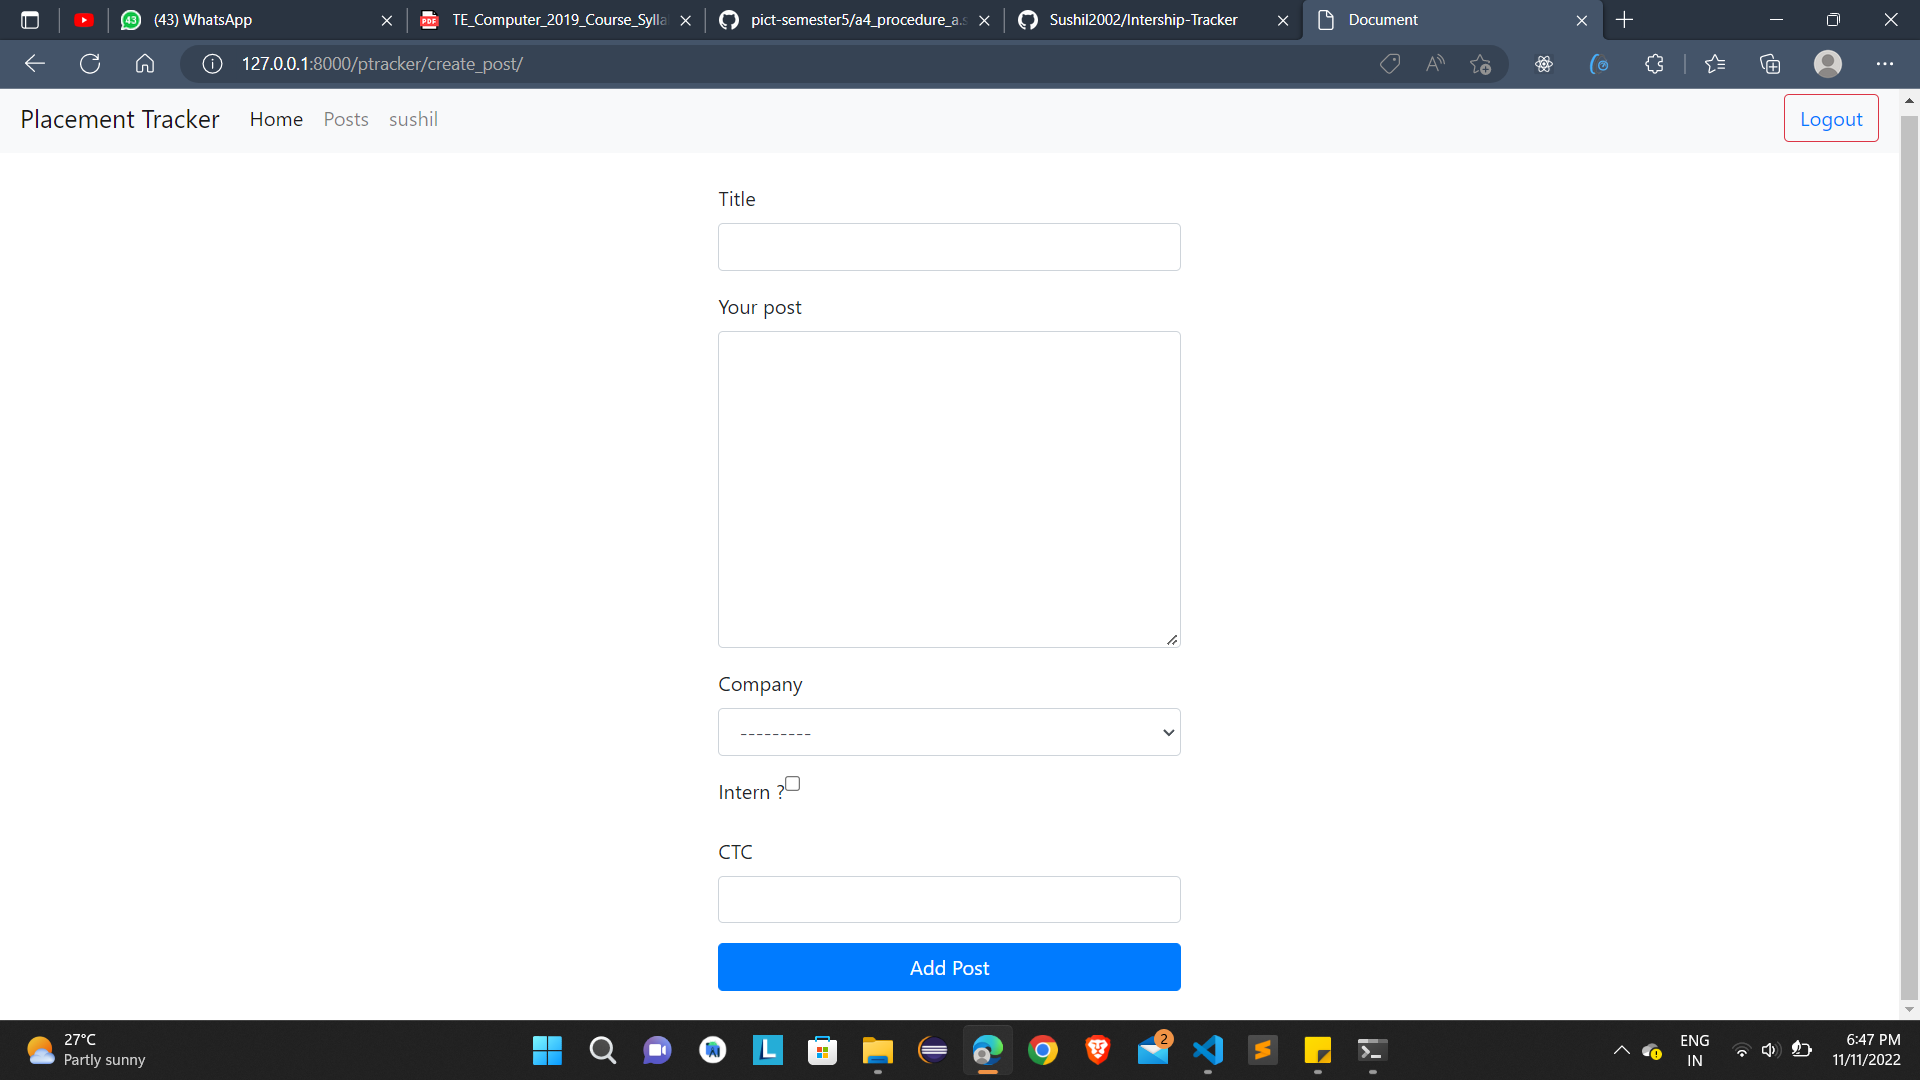 (43) WhatsApp
TE_Computer_2019_Course_Sylla
pict-semester5/a4_procedure_a.s
Sushil2002/Intership-Tracker
Document
127.0.0.1:8000/ptracker/create_post/
Placement Tracker
Home
Posts
sushil
Logout
Title
Your post
Company
---------
Intern ?
CTC
Add Post
27°C
Partly sunny
2
ENG
IN
6:47 PM
11/11/2022